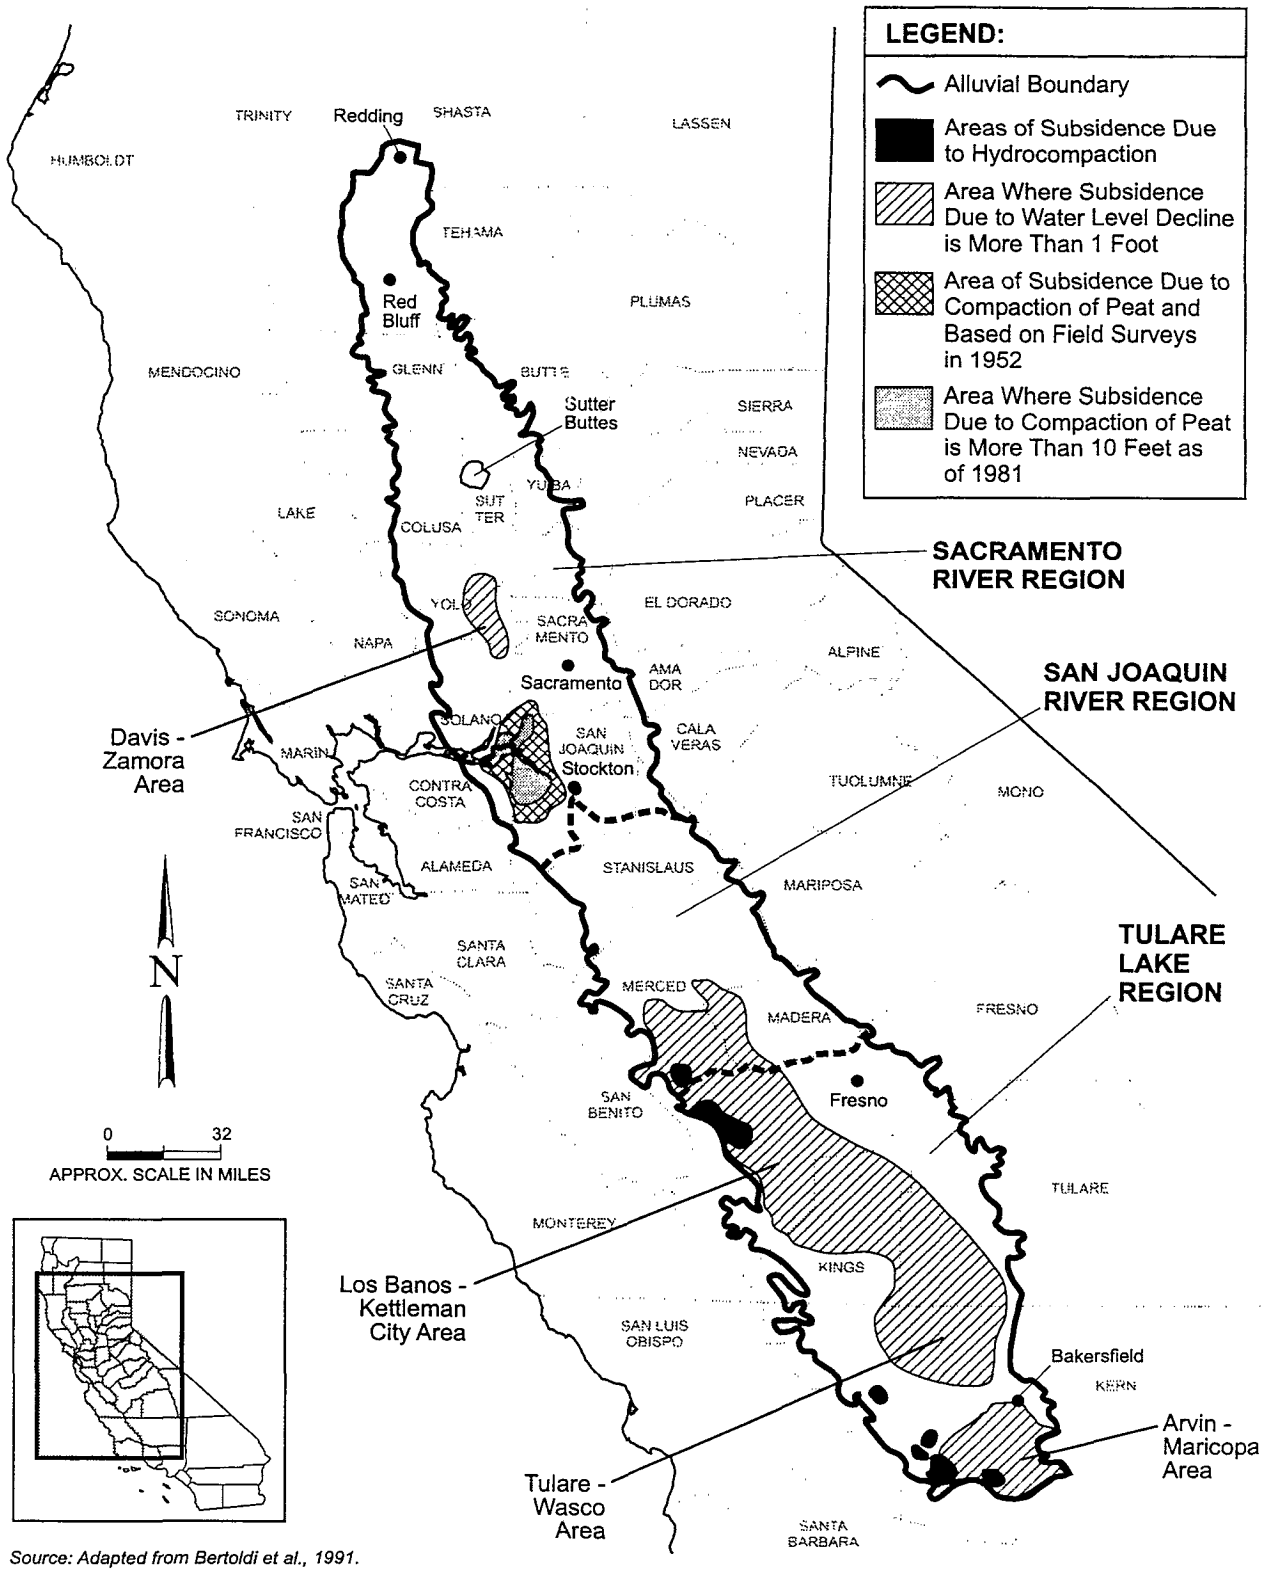 LEGEND:
Alluvial Boundary
Areas of Subsidence Due
to Hydrocompaction
Area Where Subsidence
Due to Water Level Decline
is More Than 1 Foot
Area of Subsidence Due to
Compaction of Peat and
Based on Field Surveys
in 1952
Area Where Subsidence
Due to Compaction of Peat
is More Than 10 Feet as
of 1981
TRINITY
Redding
SHASTA
LASSEN
HUMBOLDT
TEHAMA
Red
Bluff
PLUMAS
MENDOCINO
GLENN
BUTTE
Sutter
Buttes
SIERRA
NEVADA
YUBA
SUT
TER
PLACER
LAKE
COLUSA
SACRAMENTO
RIVER REGION
YOLO
EL DORADO
SONOMA
SACRA
MENTO
NAPA
ALPINE
Sacramento
AMA
DOR
SAN JOAQUIN
RIVER REGION
SOLANO
Davis -
Zamora
Area
MARIN
SAN
JOAQUIN
Stockton
CALA
VERAS
TUOLUMNE
MONO
CONTRA
COSTA
SAN
FRANCISCO
ALAMEDA
STANISLAUS
SAN
MATEO
MARIPOSA
TULARE
LAKE
REGION
N
SANTA
CLARA
SANTA
CRUZ
MERCED
MADERA
FRESNO
SAN
BENITO
Fresno
0 32
APPROX. SCALE IN MILES
TULARE
MONTEREY
KINGS
Los Banos -
Kettleman
City Area
SAN LUIS
OBISPO
Bakersfield
KERN
Arvin -
Maricopa
Area
Tulare -
Wasco
Area
SANTA
BARBARA
Source: Adapted from Bertoldi et al., 1991.